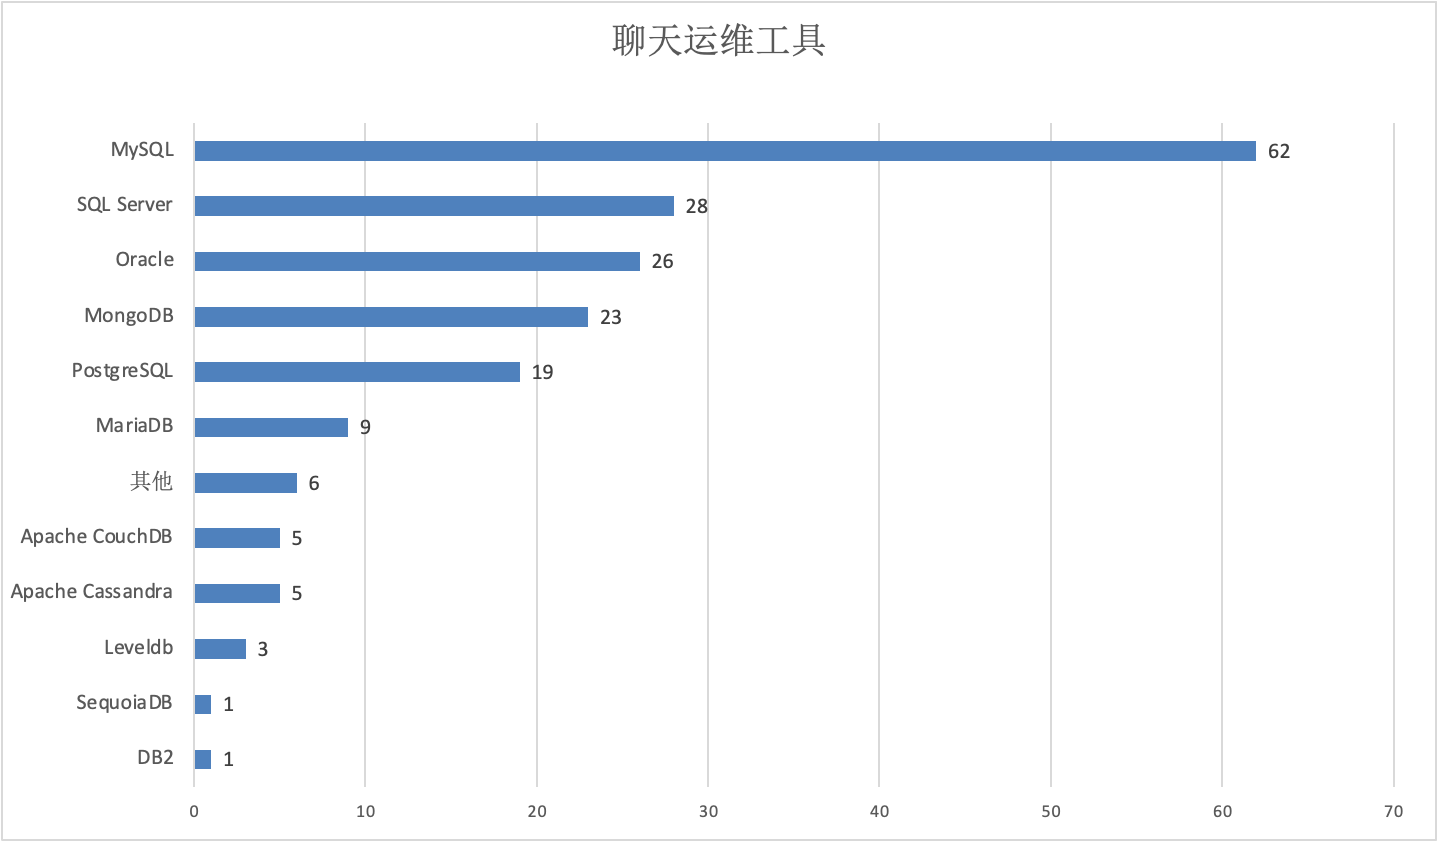 聊天运维工具
MySQL 62
SQL Server 28
Oracle 26
MongoDB 23
PostgreSQL 19
MariaDB 9
其他 6
Apache CouchDB 5
Apache Cassandra 5
Leveldb 3
SequoiaDB 1
DB2 1
0 10 20 30 40 50 60 70